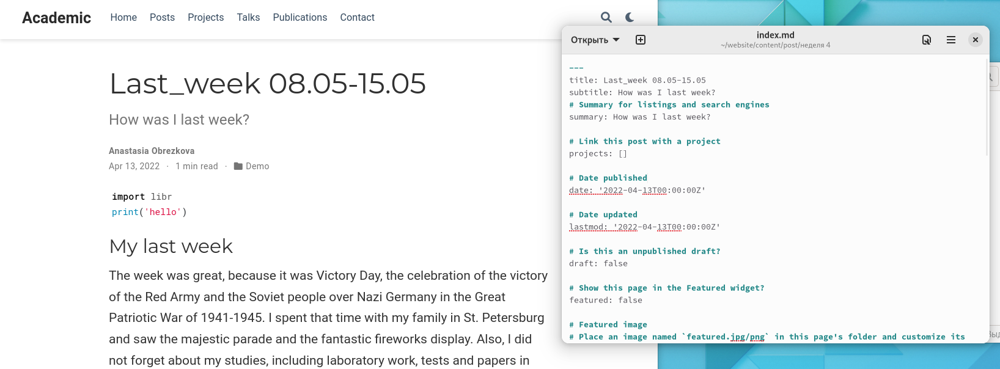 Academic Home Posts Projects Talks Publications Contact
Last_week 08.05-15.05
How was I last week?
Anastasia Obrezkova
Apr 13, 2022 · 1 min read · Demo
import libr
print('hello')
My last week
The week was great, because it was Victory Day, the celebration of the victory
of the Red Army and the Soviet people over Nazi Germany in the Great
Patriotic War of 1941-1945. I spent that time with my family in St. Petersburg
and saw the majestic parade and the fantastic fireworks display. Also, I did
not forget about my studies, including laboratory work, tests and papers in
Открыть
index.md
~/website/content/post/неделя 4
---
title: Last_week 08.05-15.05
subtitle: How was I last week?
# Summary for listings and search engines
summary: How was I last week?
# Link this post with a project
projects: []
# Date published
date: '2022-04-13T00:00:00Z'
# Date updated
lastmod: '2022-04-13T00:00:00Z'
# Is this an unpublished draft?
draft: false
# Show this page in the Featured widget?
featured: false
# Featured image
# Place an image named `featured.jpg/png` in this page's folder and customize its